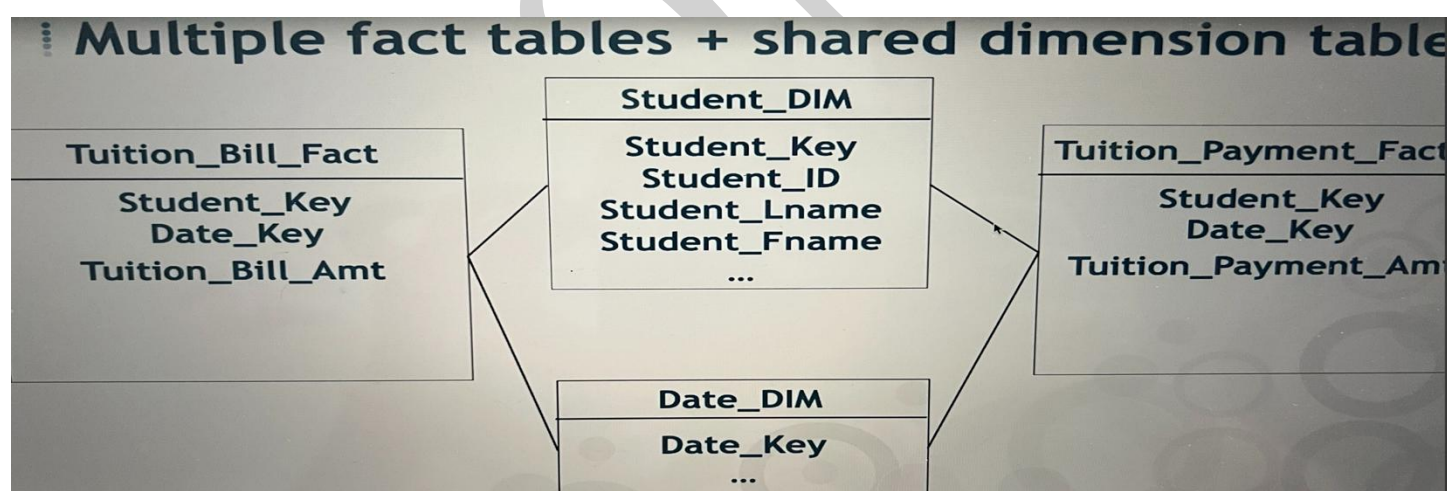 Multiple fact tables + shared dimension table
Student_DIM
Student_Key
Student_ID
Student_Lname
Student_Fname
...
Tuition_Bill_Fact
Student_Key
Date_Key
Tuition_Bill_Amt
Tuition_Payment_Fact
Student_Key
Date_Key
Tuition_Payment_Am
Date_DIM
Date_Key
...